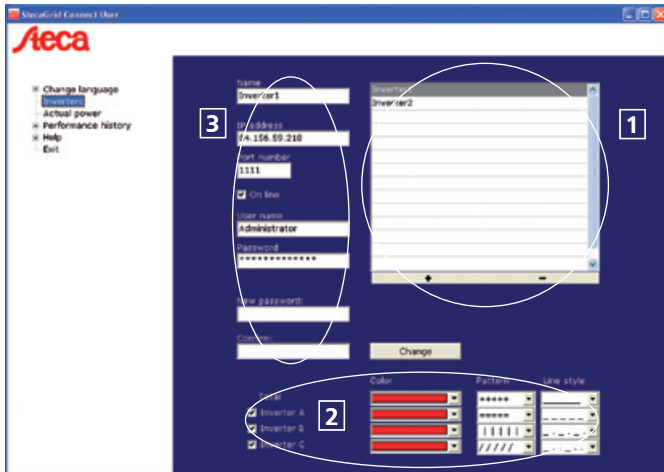 StecaGrid Connect User
Steca
Change language
Inverters
Actual power
Performance history
Help
Exit
Name
Inverter1
IP address
84.156.59.210
Port number
1111
On line
User name
Administrator
Password
*************
New password:
Confirm:
Change
3
Inverter1
Inverter2
+
-
1
Color
Pattern
Line style
Total
Inverter A
Inverter B
Inverter C
2